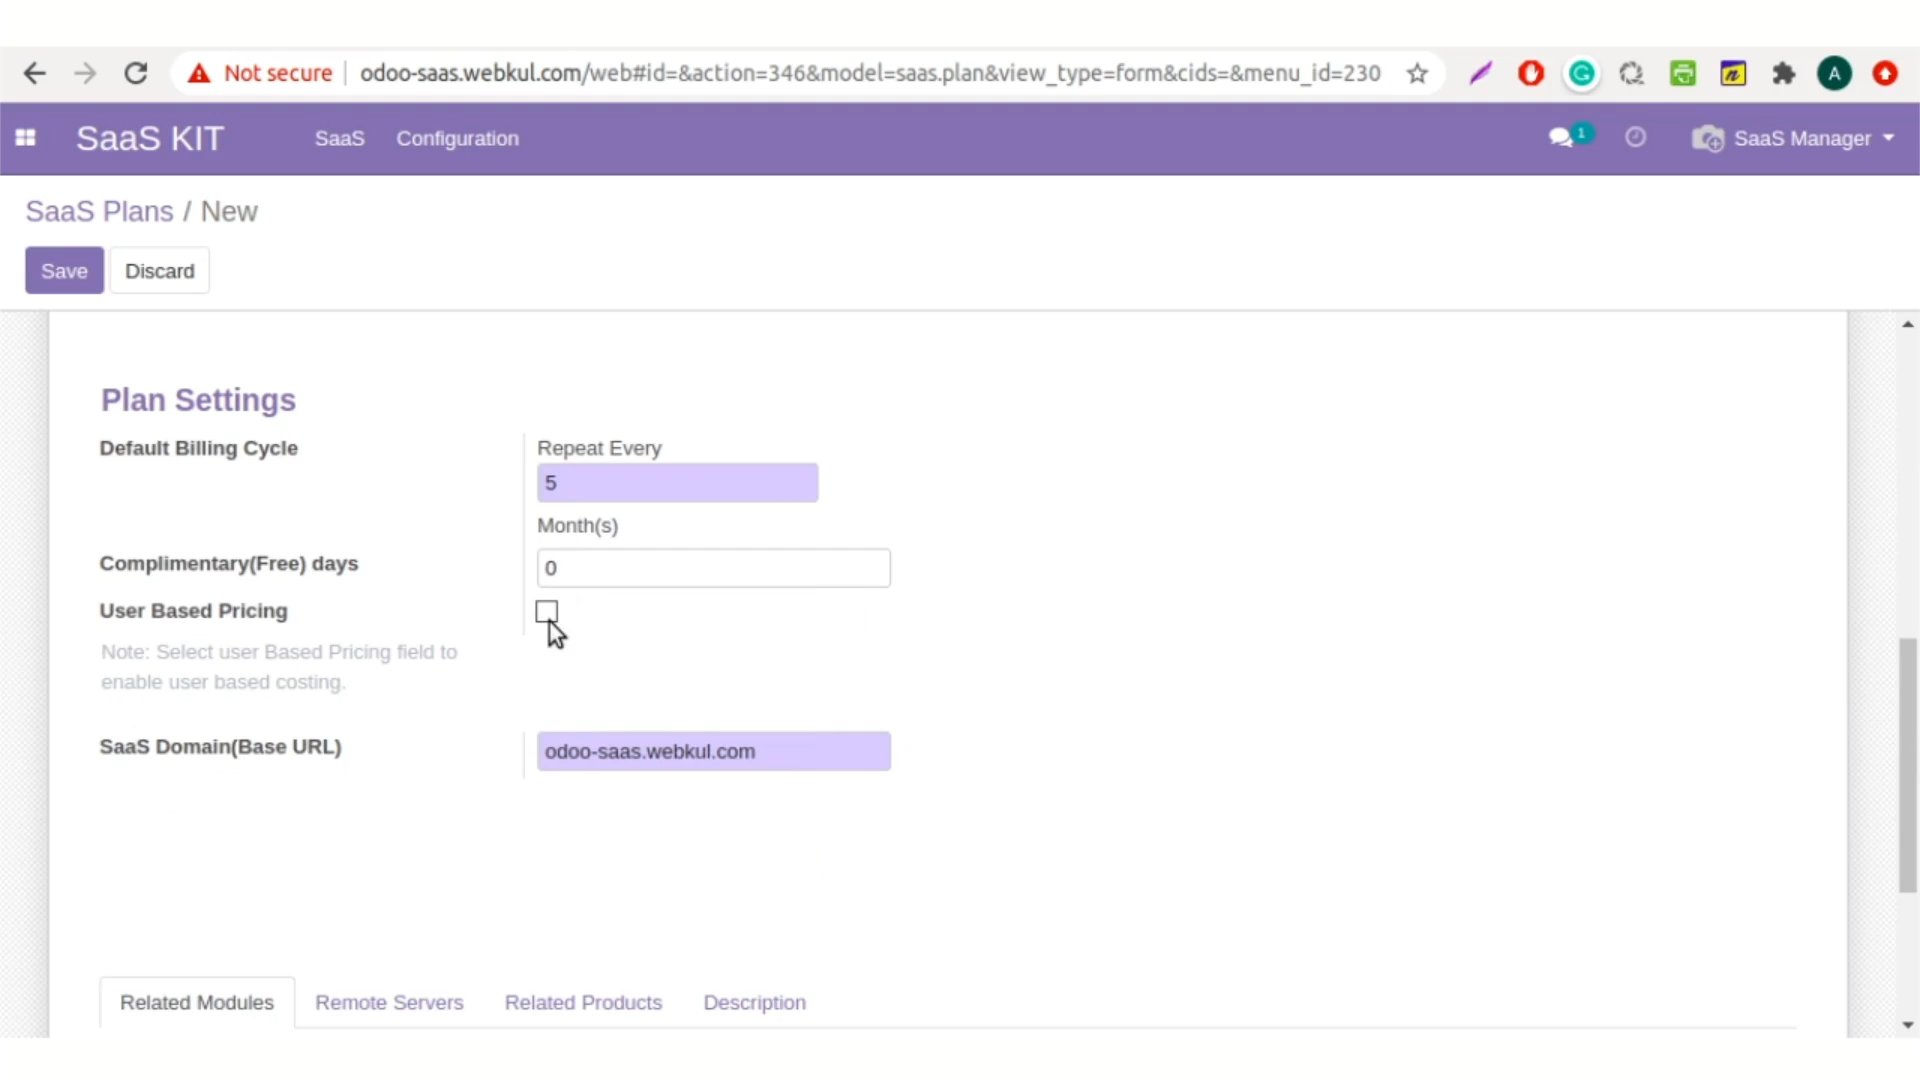 Not secure odoo-saas.webkul.com/web#id=&action=346&model=saas.plan&view_type=form&cids=&menu_id=230 A
SaaS KIT SaaS Configuration 1 SaaS Manager
SaaS Plans / New
Save Discard
Plan Settings
Default Billing Cycle Repeat Every
5
Month(s)
Complimentary(Free) days 0
User Based Pricing
Note: Select user Based Pricing field to
enable user based costing.
SaaS Domain(Base URL) odoo-saas.webkul.com
Related Modules Remote Servers Related Products Description